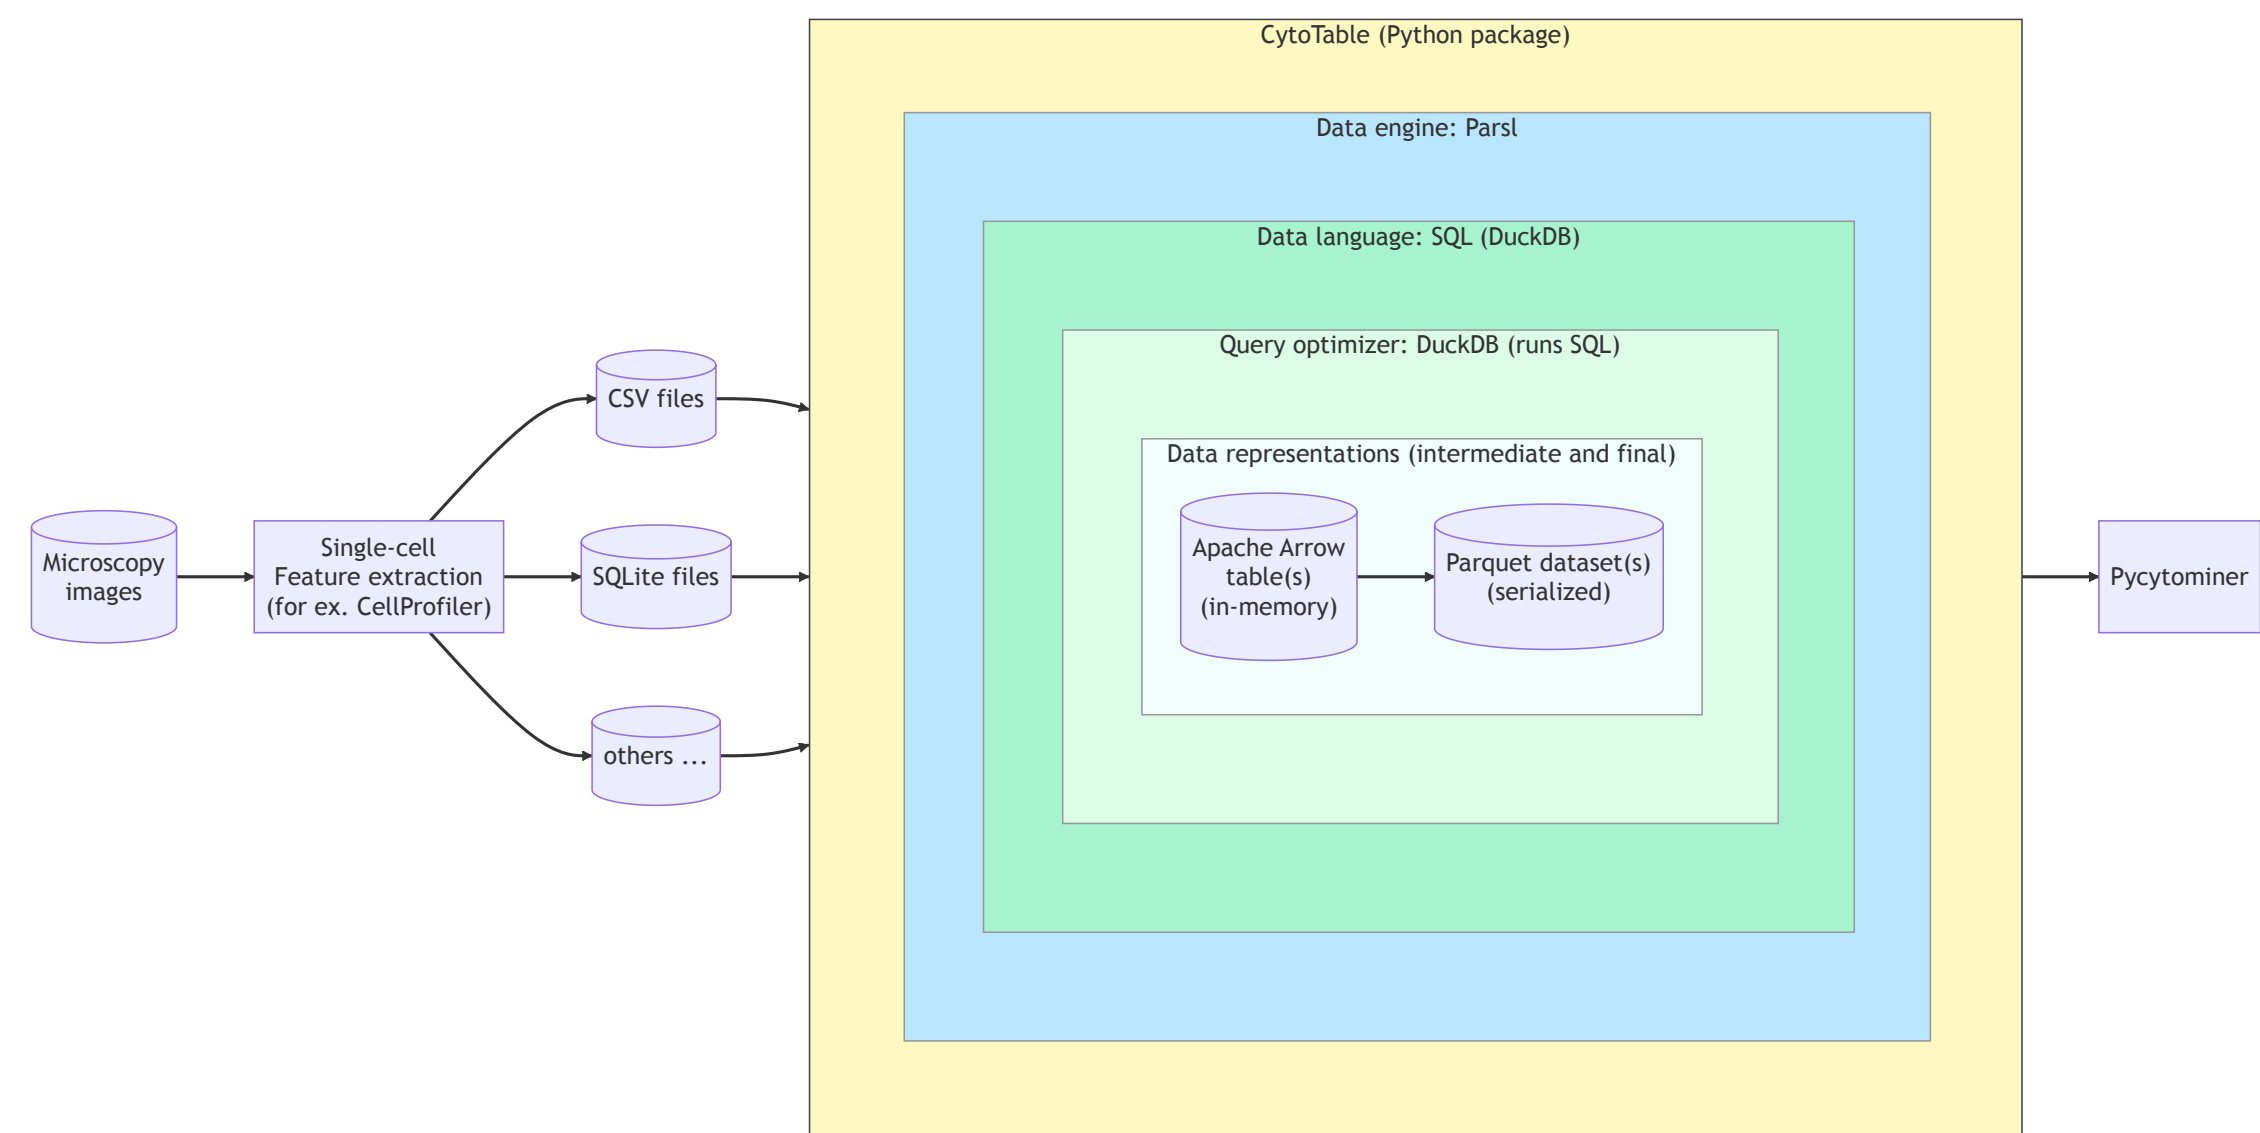 CytoTable (Python package)
Data engine: Parsl
Data language: SQL (DuckDB)
Query optimizer: DuckDB (runs SQL)
Data representations (intermediate and final)
Microscopy
images
Single-cell
Feature extraction
(for ex. CellProfiler)
CSV files
SQLite files
others ...
Apache Arrow
table(s)
(in-memory)
Parquet dataset(s)
(serialized)
Pycytominer